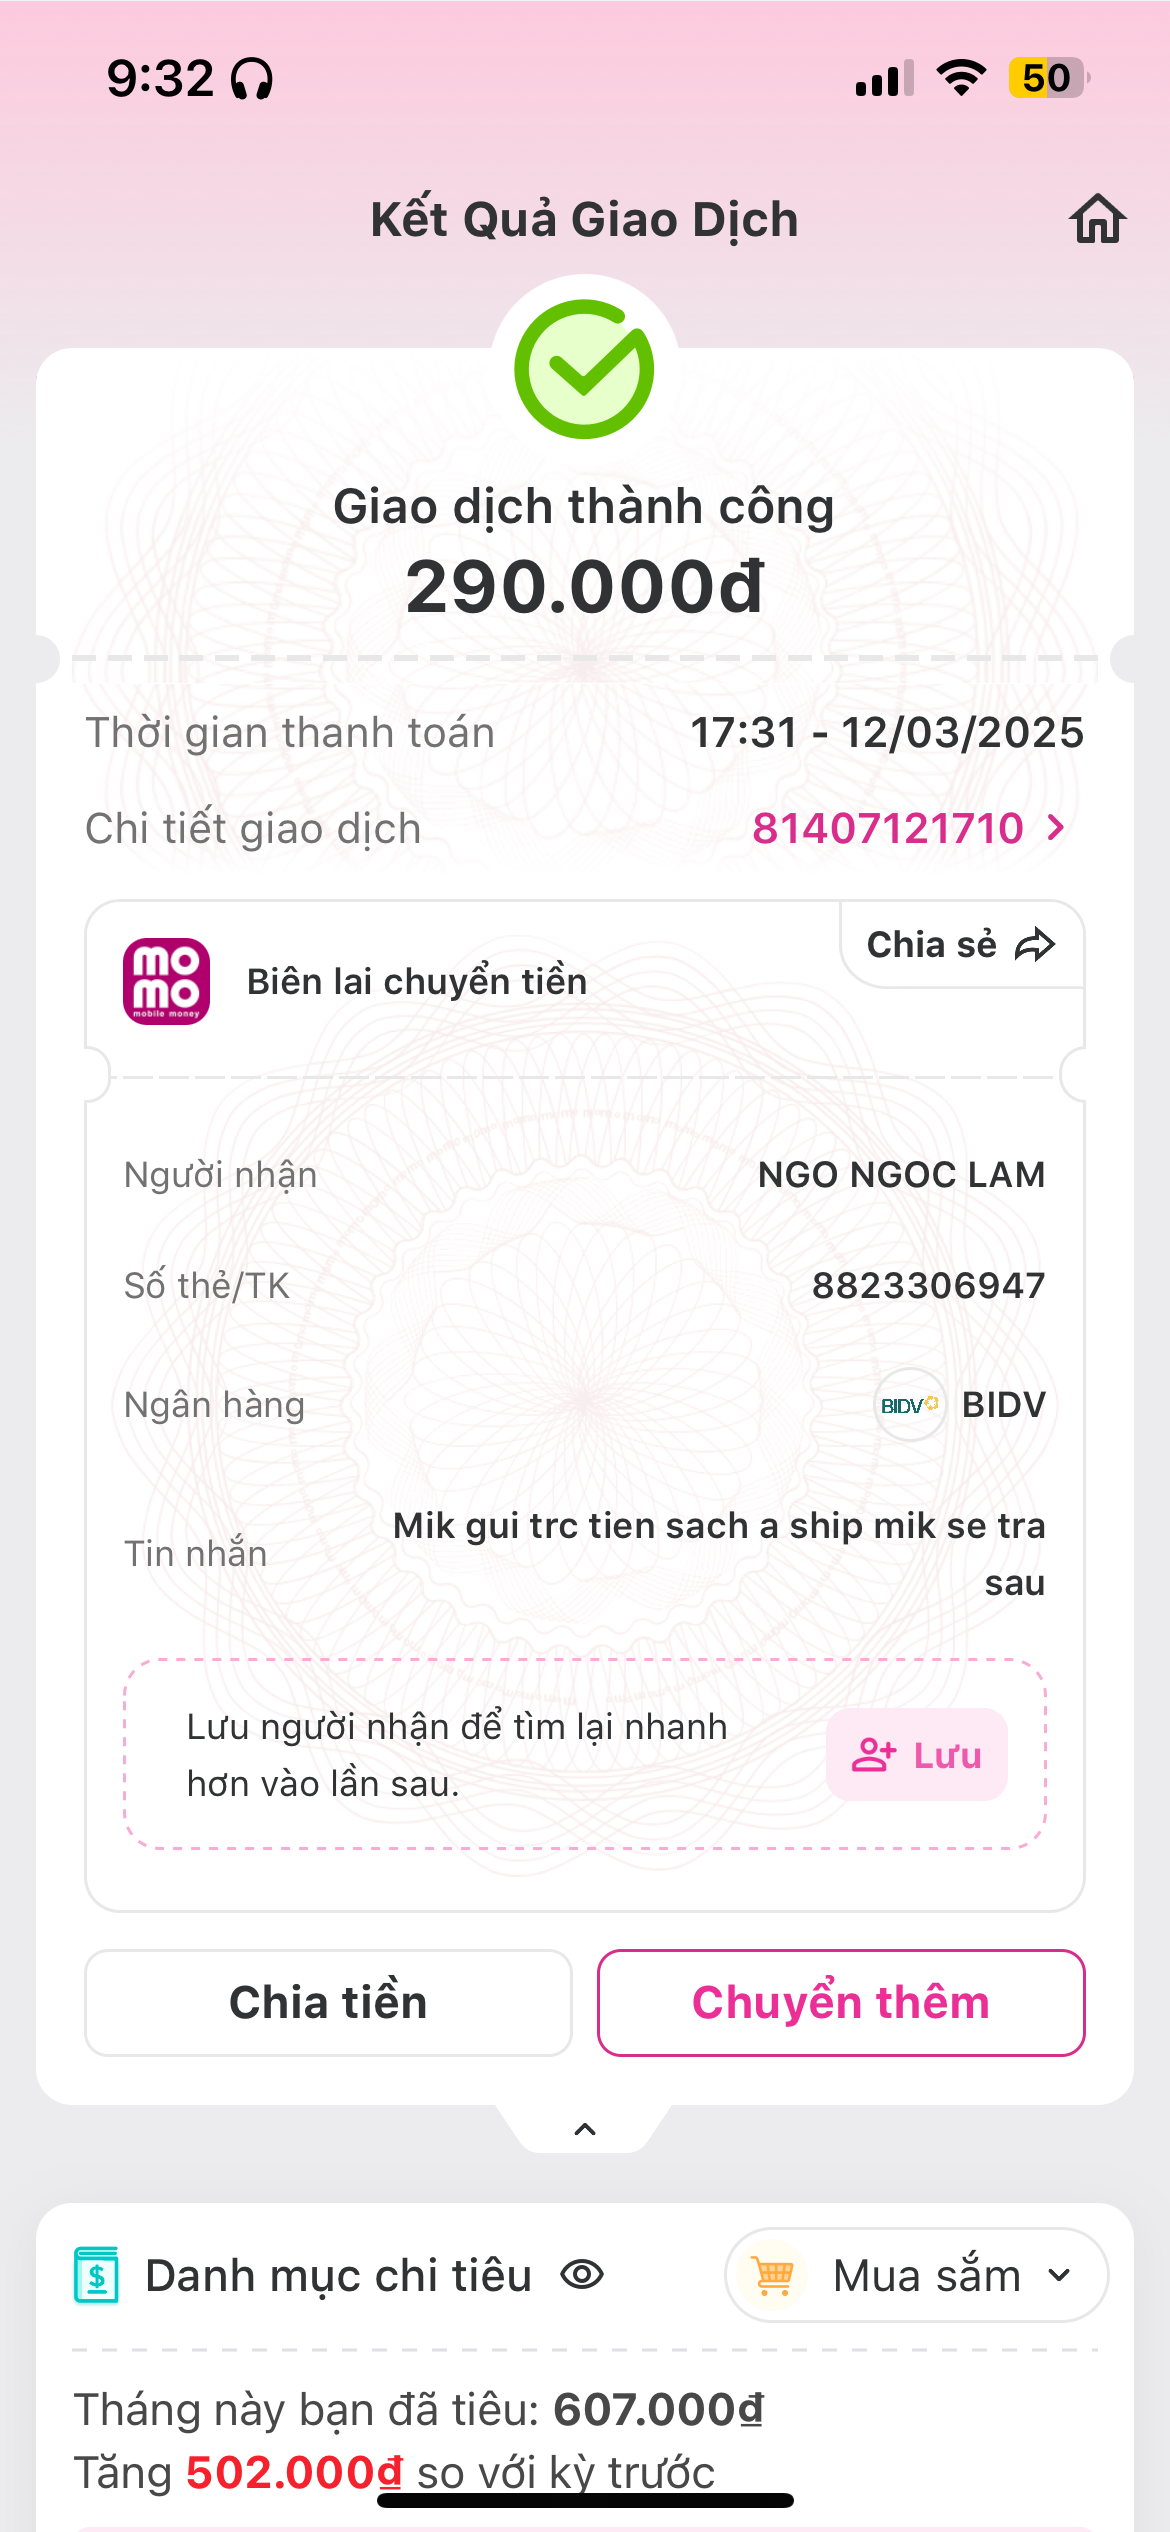 9:32
50
Kết Quả Giao Dịch
Giao dịch thành công
290.000đ
Thời gian thanh toán 17:31 - 12/03/2025
Chi tiết giao dịch 81407121710
Chia sẻ
mo
mo
mobile money
Biên lai chuyển tiền
Người nhận NGO NGOC LAM
Số thẻ/TK 8823306947
Ngân hàng BIDV BIDV
Tin nhắn Mik gui trc tien sach a ship mik se tra
sau
Lưu người nhận để tìm lại nhanh
hơn vào lần sau.
Lưu
Chia tiền Chuyển thêm
Danh mục chi tiêu Mua sắm
Tháng này bạn đã tiêu: 607.000₫
Tăng 502.000₫ so với kỳ trước